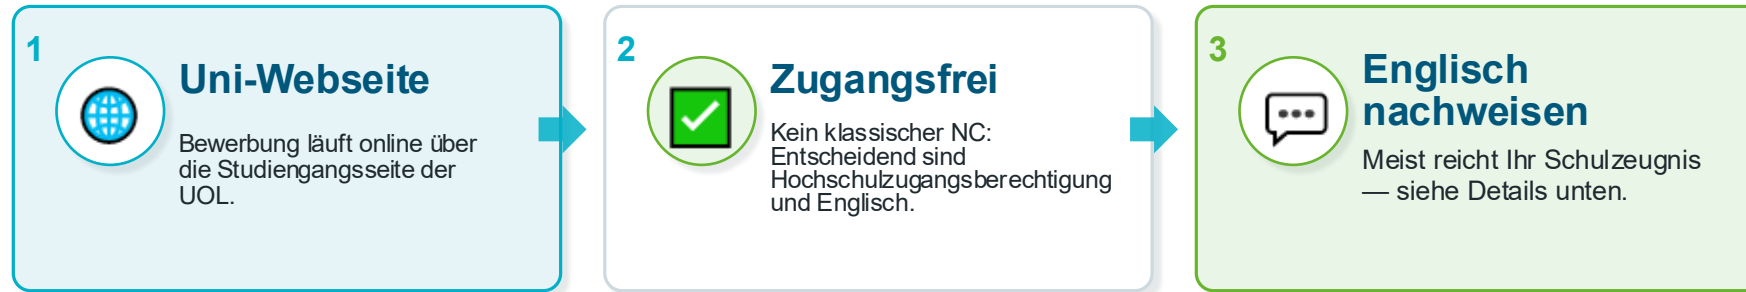 1
Uni-Webseite
Bewerbung läuft online über
die Studiengangsseite der
UOL.
2
Zugangsfrei
Kein klassischer NC:
Entscheidend sind
Hochschulzugangsberechtigung
und Englisch.
3
Englisch
nachweisen
Meist reicht Ihr Schulzeugnis
— siehe Details unten.